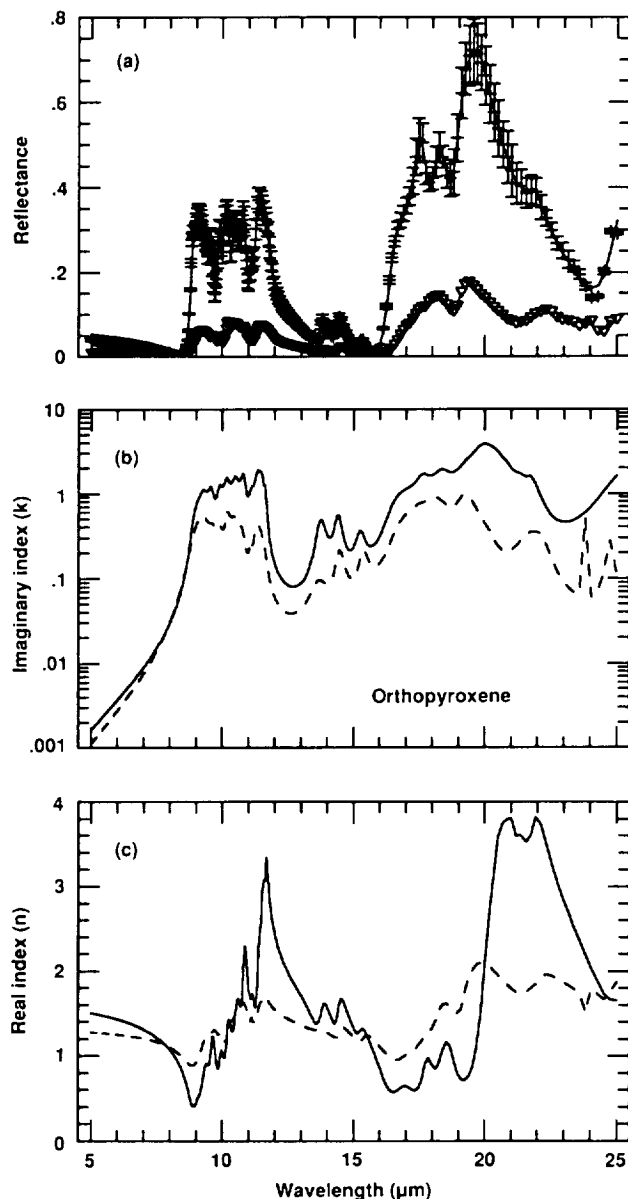 .8
(a)
.6
.4
.2
0
Reflectance
10
(b)
1
.1
.01
.001
Imaginary index (k)
Orthopyroxene
4
(c)
3
2
1
0
Real index (n)
5
10
15
20
25
Wavelength (µm)